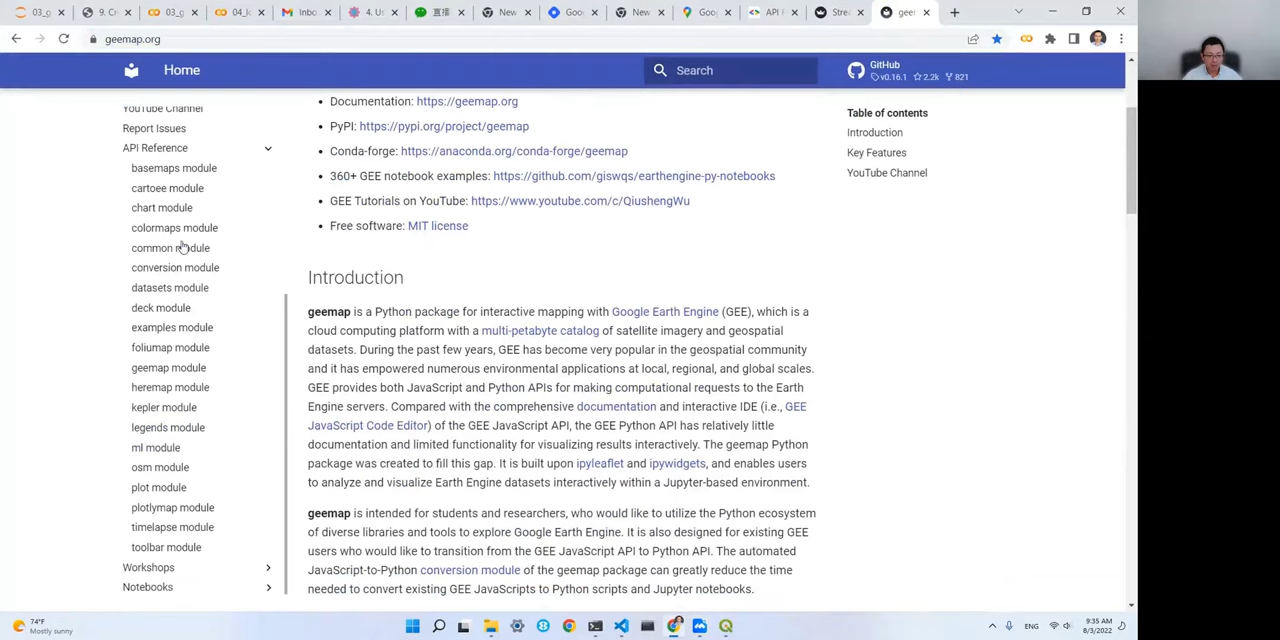 03_g
9. Cr
03_g
04_lo
Inbo
4. Us
直播
New
Goo
New
Goo
API F
Stre
gee
geemap.org
Home
Search
GitHub
v0.16.1 2.2k 821
YouTube Channel
Report Issues
API Reference
basemaps module
cartoee module
chart module
colormaps module
common module
conversion module
datasets module
deck module
examples module
foliumap module
geemap module
heremap module
kepler module
legends module
ml module
osm module
plot module
plotlymap module
timelapse module
toolbar module
Workshops
Notebooks
• Documentation: https://geemap.org
• PyPI: https://pypi.org/project/geemap
• Conda-forge: https://anaconda.org/conda-forge/geemap
• 360+ GEE notebook examples: https://github.com/giswqs/earthengine-py-notebooks
• GEE Tutorials on YouTube: https://www.youtube.com/c/QiushengWu
• Free software: MIT license
Introduction
geemap is a Python package for interactive mapping with Google Earth Engine (GEE), which is a
cloud computing platform with a multi-petabyte catalog of satellite imagery and geospatial
datasets. During the past few years, GEE has become very popular in the geospatial community
and it has empowered numerous environmental applications at local, regional, and global scales.
GEE provides both JavaScript and Python APIs for making computational requests to the Earth
Engine servers. Compared with the comprehensive documentation and interactive IDE (i.e., GEE
JavaScript Code Editor) of the GEE JavaScript API, the GEE Python API has relatively little
documentation and limited functionality for visualizing results interactively. The geemap Python
package was created to fill this gap. It is built upon ipyleaflet and ipywidgets, and enables users
to analyze and visualize Earth Engine datasets interactively within a Jupyter-based environment.
geemap is intended for students and researchers, who would like to utilize the Python ecosystem
of diverse libraries and tools to explore Google Earth Engine. It is also designed for existing GEE
users who would like to transition from the GEE JavaScript API to Python API. The automated
JavaScript-to-Python conversion module of the geemap package can greatly reduce the time
needed to convert existing GEE JavaScripts to Python scripts and Jupyter notebooks.
Table of contents
Introduction
Key Features
YouTube Channel
74°F
Mostly sunny
ENG
9:35 AM
8/3/2022